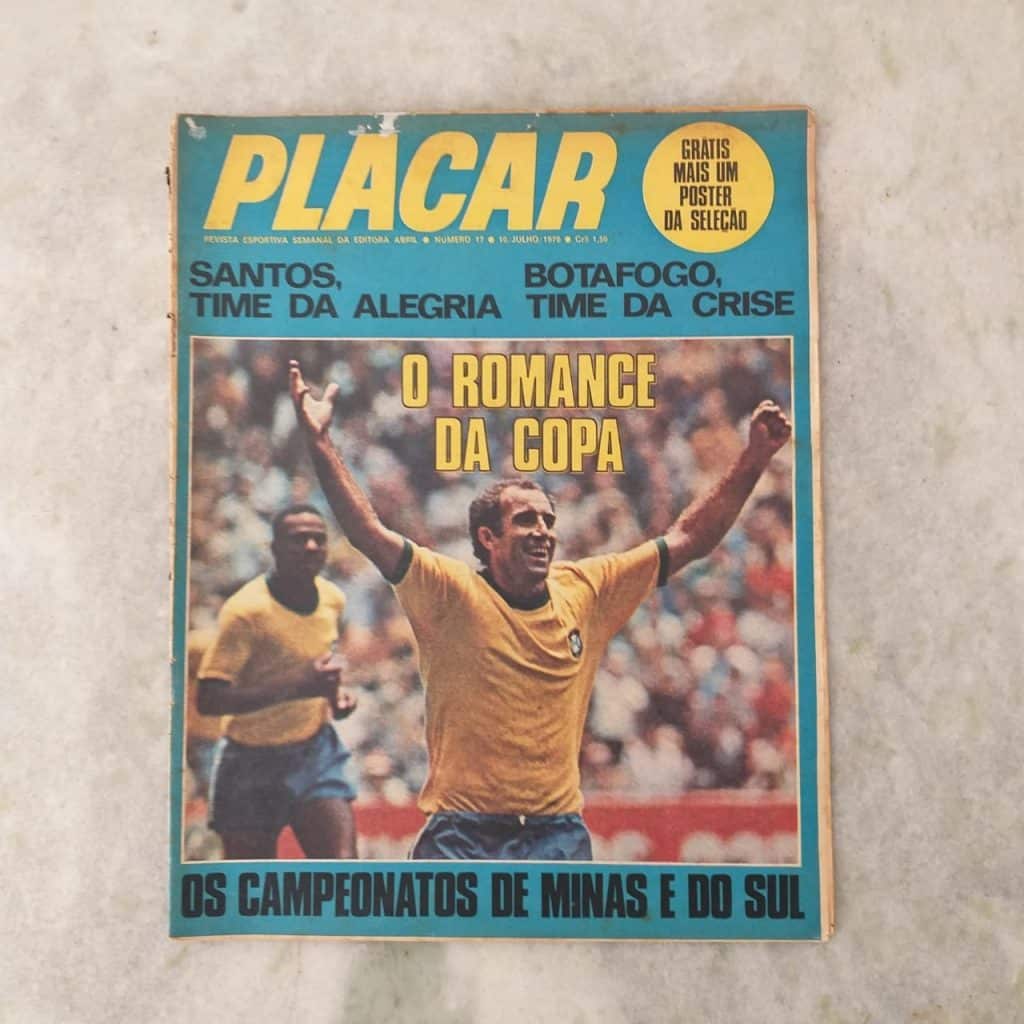 PLACAR
GRÁTIS
MAIS UM
POSTER
DA SELEÇÃO
REVISTA ESPORTIVA SEMANAL DA EDITORA ABRIL ● NÚMERO 17 ● 10/JULHO/1970 ● Cr$ 1,50
SANTOS,
TIME DA ALEGRIA
BOTAFOGO,
TIME DA CRISE
O ROMANCE
DA COPA
OS CAMPEONATOS DE MINAS E DO SUL